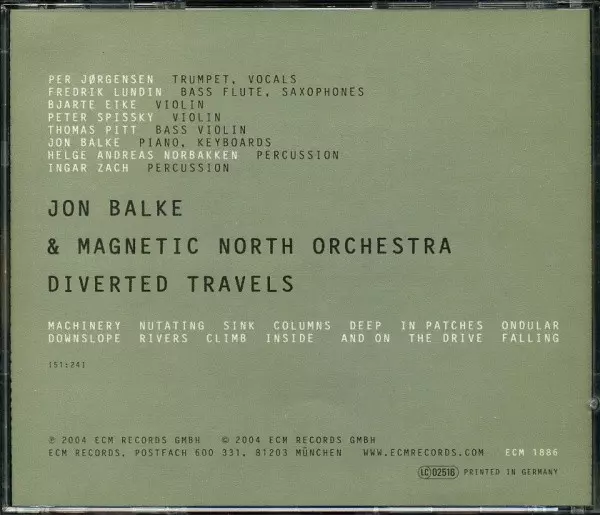 PER JØRGENSEN TRUMPET, VOCALS
FREDRIK LUNDIN BASS FLUTE, SAXOPHONES
BJARTE EIKE VIOLIN
PETER SPISSKY VIOLIN
THOMAS PITT BASS VIOLIN
JON BALKE PIANO, KEYBOARDS
HELGE ANDREAS NORBAKKEN PERCUSSION
INGAR ZACH PERCUSSION
JON BALKE
& MAGNETIC NORTH ORCHESTRA
DIVERTED TRAVELS
MACHINERY NUTATING SINK COLUMNS DEEP IN PATCHES ONDULAR
DOWNSLOPE RIVERS CLIMB INSIDE AND ON THE DRIVE FALLING
[51:24]
℗ 2004 ECM RECORDS GMBH © 2004 ECM RECORDS GMBH
ECM RECORDS, POSTFACH 600 331, 81203 MÜNCHEN WWW.ECMRECORDS.COM ECM 1886
LC 02516 PRINTED IN GERMANY